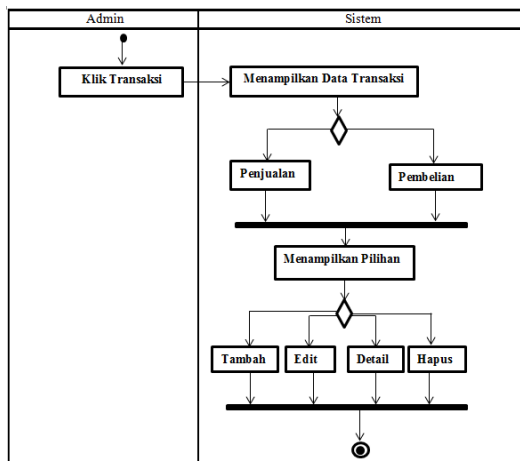 Admin
Sistem
Klik Transaksi
Menampilkan Data Transaksi
Penjualan
Pembelian
Menampilkan Pilihan
Tambah
Edit
Detail
Hapus